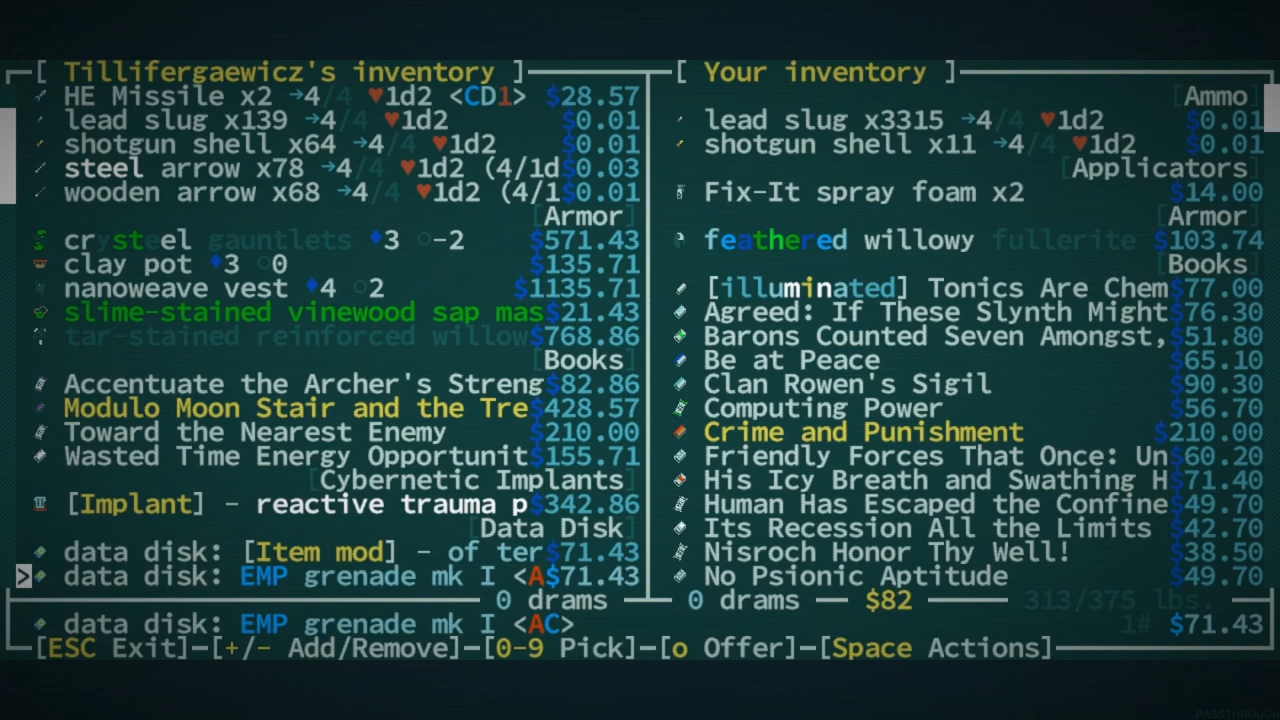 [ Tillifergaewicz's inventory ]
HE Missile x2 →4/4 ♥1d2 <CD1> $28.57
lead slug x139 →4/4 ♥1d2 $0.01
shotgun shell x64 →4/4 ♥1d2 $0.01
steel arrow x78 →4/4 ♥1d2 (4/1d $0.03
wooden arrow x68 →4/4 ♥1d2 (4/1 $0.01
[Armor]
crysteel gauntlets ♦3 ○-2 $571.43
clay pot ♦3 ○0 $135.71
nanoweave vest ♦4 ○2 $1135.71
slime-stained vinewood sap mas $21.43
tar-stained reinforced willow $768.86
[Books]
Accentuate the Archer's Streng $82.86
Modulo Moon Stair and the Tre $428.57
Toward the Nearest Enemy $210.00
Wasted Time Energy Opportunit $155.71
[Cybernetic Implants]
[Implant] - reactive trauma p $342.86
[Data Disk]
data disk: [Item mod] - of ter $71.43
> data disk: EMP grenade mk I <A $71.43
[ Your inventory ]
[Ammo]
lead slug x3315 →4/4 ♥1d2 $0.01
shotgun shell x11 →4/4 ♥1d2 $0.01
[Applicators]
Fix-It spray foam x2 $14.00
[Armor]
feathered willowy fullerite $103.74
[Books]
[illuminated] Tonics Are Chem $77.00
Agreed: If These Slynth Might $76.30
Barons Counted Seven Amongst, $51.80
Be at Peace $65.10
Clan Rowen's Sigil $90.30
Computing Power $56.70
Crime and Punishment $210.00
Friendly Forces That Once: Un $60.20
His Icy Breath and Swathing H $71.40
Human Has Escaped the Confine $49.70
Its Recession All the Limits $42.70
Nisroch Honor Thy Well! $38.50
No Psionic Aptitude $49.70
0 drams — 0 drams — $82 — 313/375 lbs.
data disk: EMP grenade mk I <AC> 1# $71.43
[ESC Exit]-[+/- Add/Remove]-[0-9 Pick]-[o Offer]-[Space Actions]
PASSTHROUGH